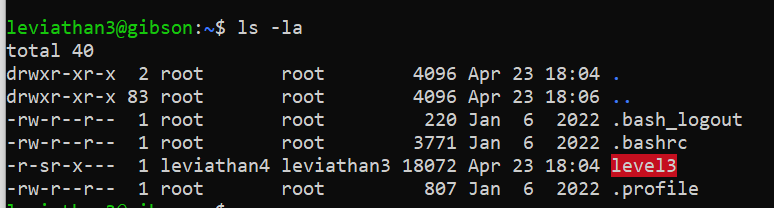 leviathan3@gibson:~$ ls -la
total 40
drwxr-xr-x  2 root       root        4096 Apr 23 18:04 .
drwxr-xr-x 83 root       root        4096 Apr 23 18:06 ..
-rw-r--r--  1 root       root         220 Jan  6  2022 .bash_logout
-rw-r--r--  1 root       root        3771 Jan  6  2022 .bashrc
-r-sr-x---  1 leviathan4 leviathan3 18072 Apr 23 18:04 level3
-rw-r--r--  1 root       root         807 Jan  6  2022 .profile
leviathan3@gibson:~$